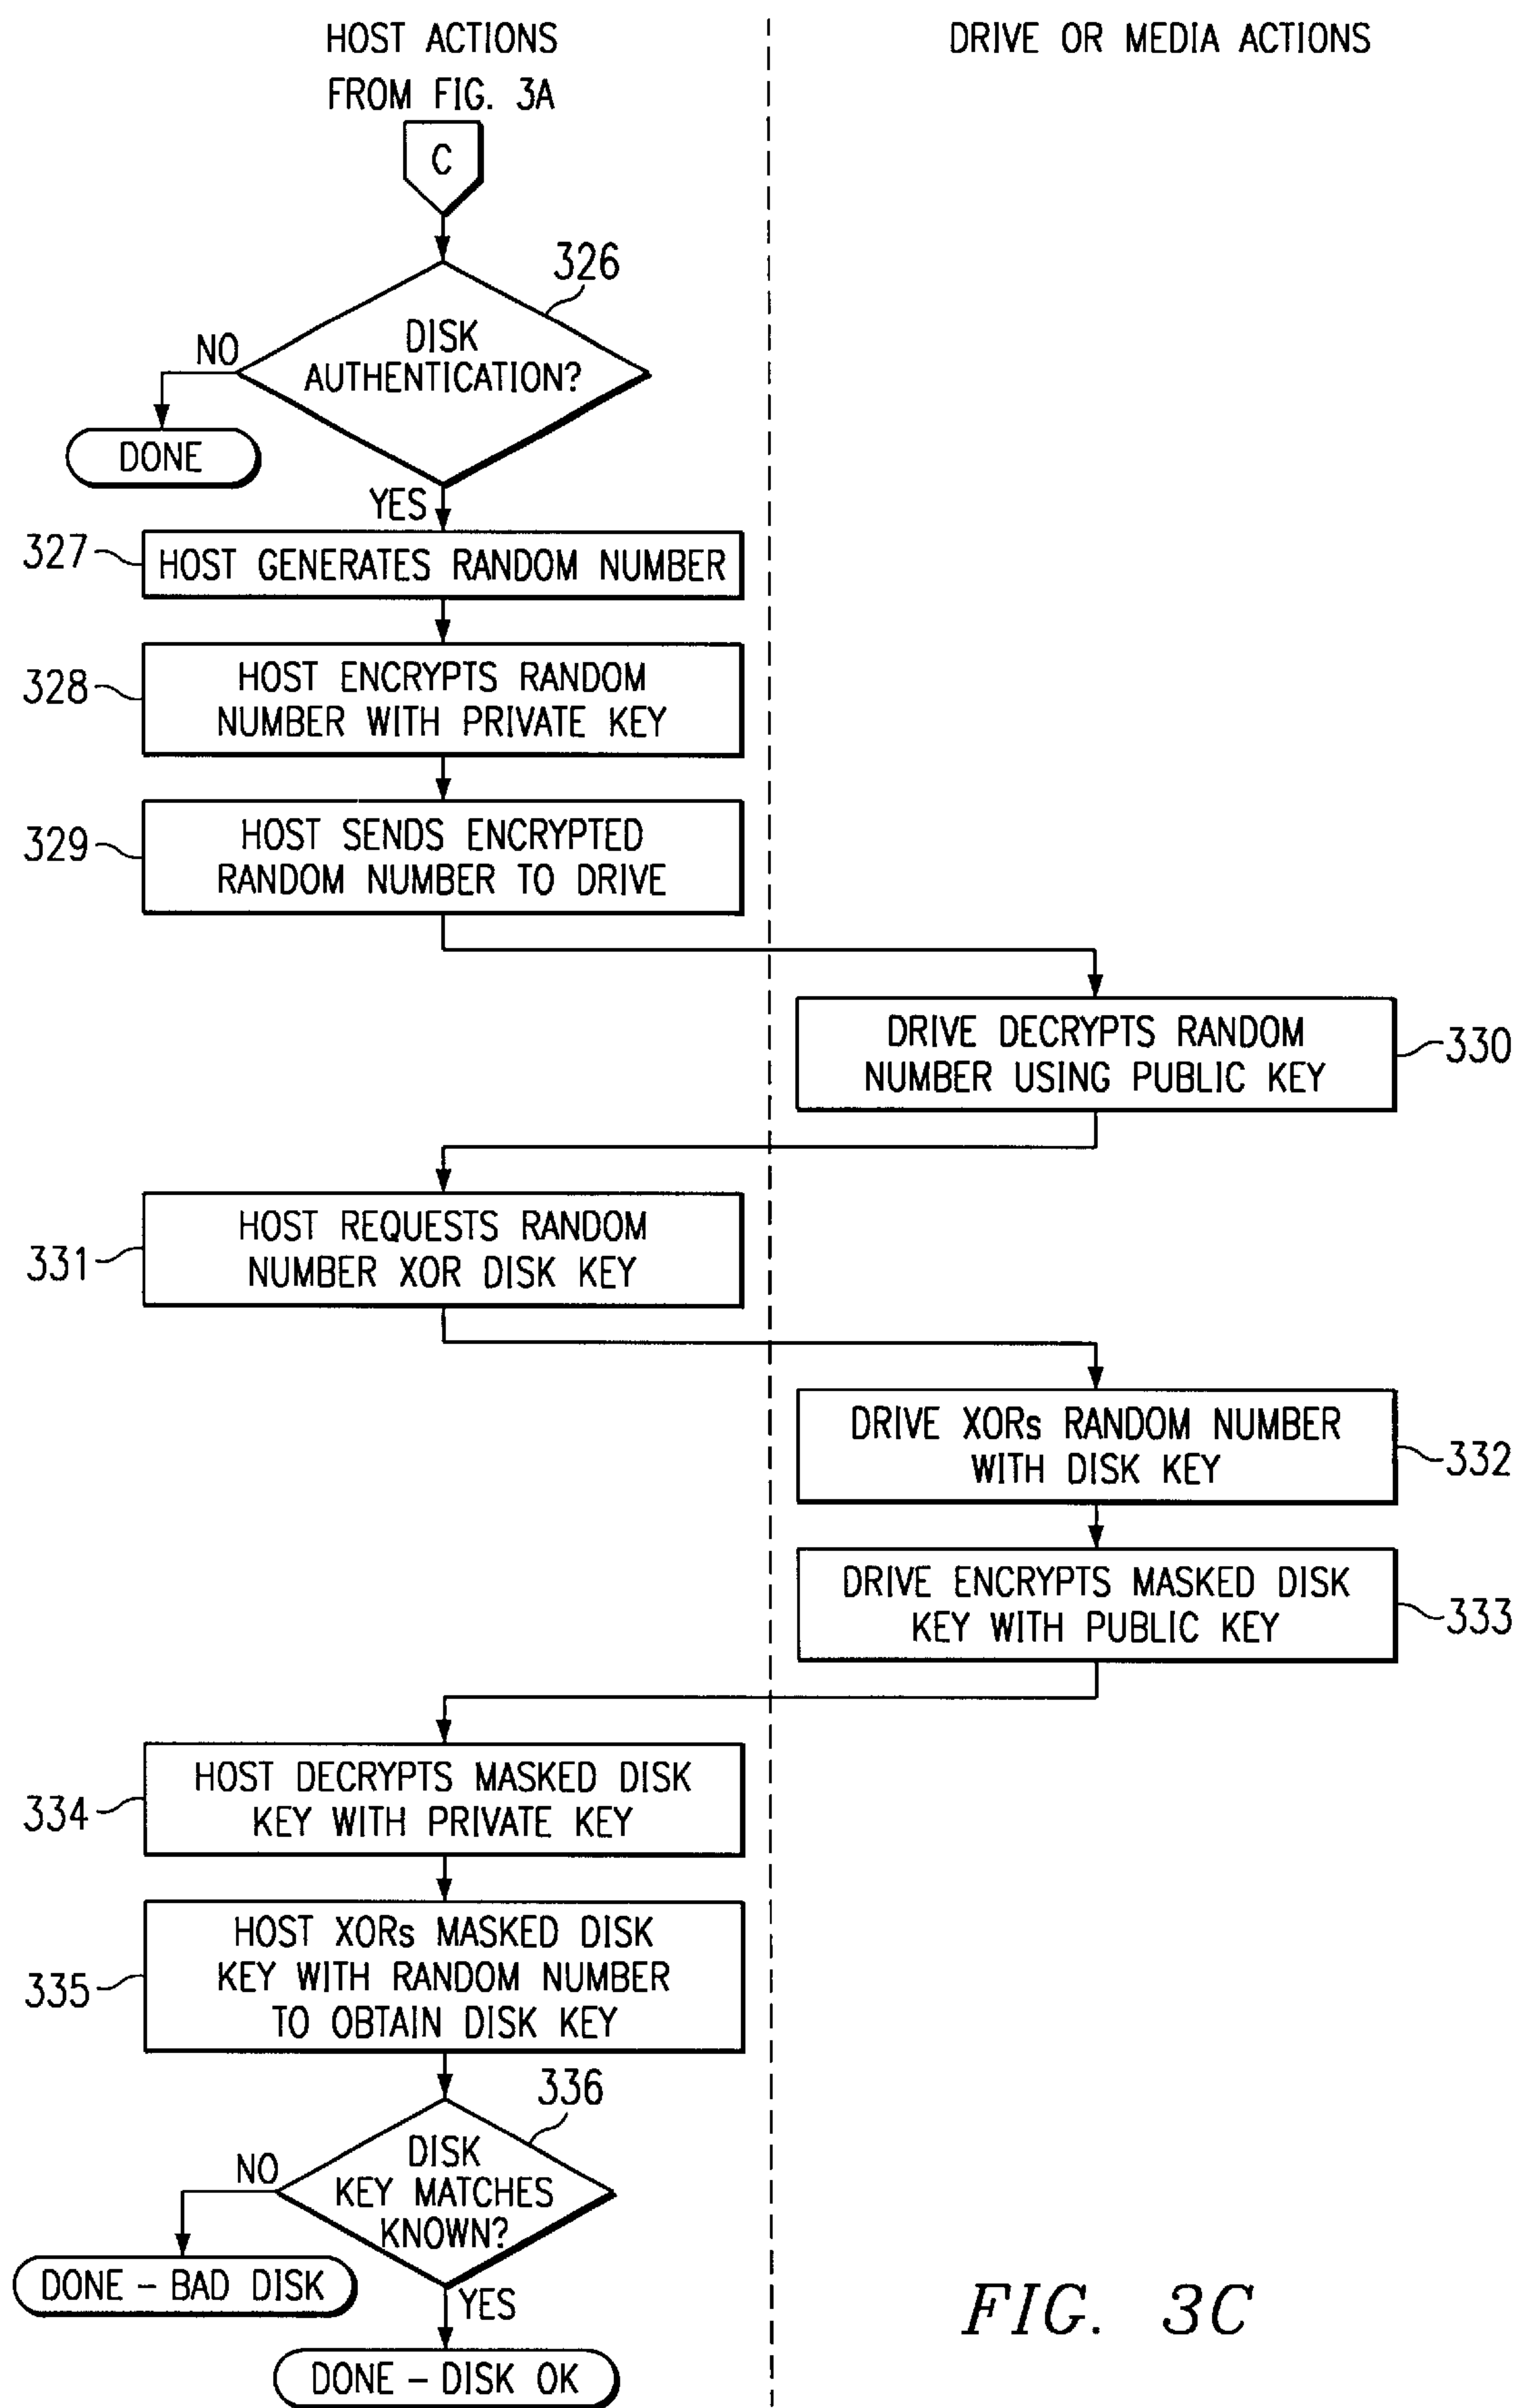 HOST ACTIONS
DRIVE OR MEDIA ACTIONS
FROM FIG. 3A
C
326
DISK
AUTHENTICATION?
NO
DONE
YES
327
HOST GENERATES RANDOM NUMBER
328
HOST ENCRYPTS RANDOM
NUMBER WITH PRIVATE KEY
329
HOST SENDS ENCRYPTED
RANDOM NUMBER TO DRIVE
DRIVE DECRYPTS RANDOM
NUMBER USING PUBLIC KEY
330
HOST REQUESTS RANDOM
NUMBER XOR DISK KEY
331
DRIVE XORs RANDOM NUMBER
WITH DISK KEY
332
DRIVE ENCRYPTS MASKED DISK
KEY WITH PUBLIC KEY
333
HOST DECRYPTS MASKED DISK
KEY WITH PRIVATE KEY
334
HOST XORs MASKED DISK
KEY WITH RANDOM NUMBER
TO OBTAIN DISK KEY
335
336
DISK
KEY MATCHES
KNOWN?
NO
DONE – BAD DISK
YES
DONE – DISK OK
FIG. 3C